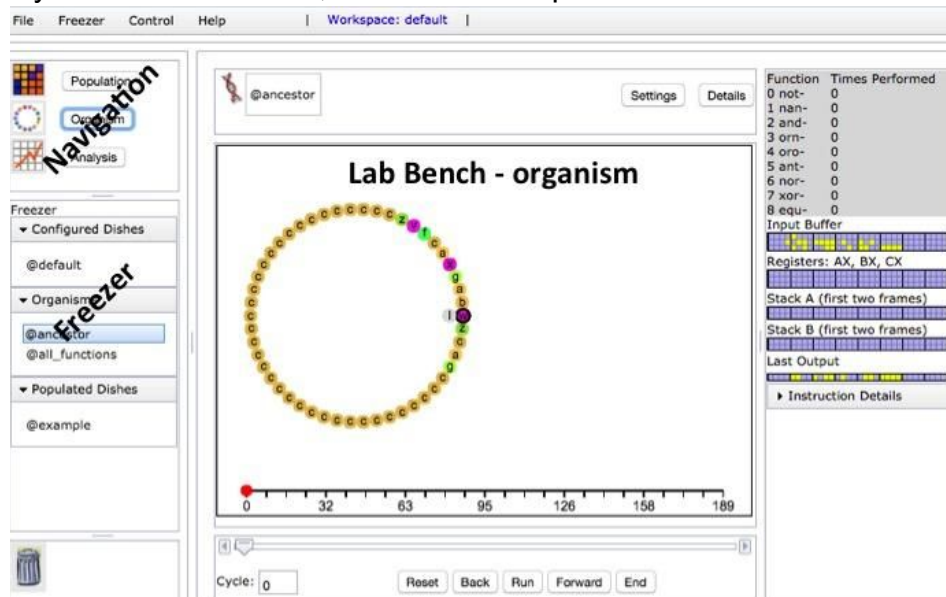 File Freezer Control Help | Workspace: default |
Population
Organism
Analysis
Navigation
Freezer
Configured Dishes
@default
Organism
@ancestor
@all_functions
Populated Dishes
@example
Freezer
@ancestor
Settings Details
Lab Bench - organism
0 32 63 95 126 158 189
Cycle: 0
Reset Back Run Forward End
Function Times Performed
0 not- 0
1 nan- 0
2 and- 0
3 orn- 0
4 oro- 0
5 ant- 0
6 nor- 0
7 xor- 0
8 equ- 0
Input Buffer
Registers: AX, BX, CX
Stack A (first two frames)
Stack B (first two frames)
Last Output
Instruction Details